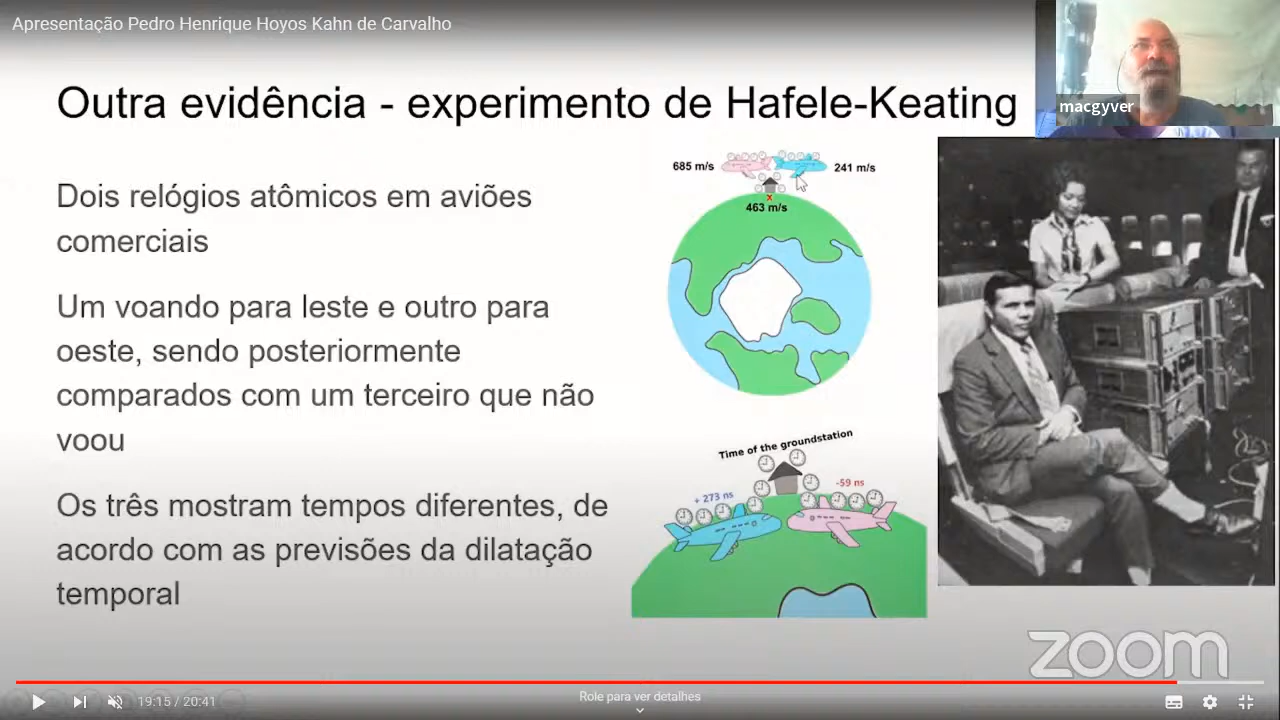 Apresentação Pedro Henrique Hoyos Kahn de Carvalho
macgyver
Outra evidência - experimento de Hafele-Keating
Dois relógios atômicos em aviões
comerciais
Um voando para leste e outro para
oeste, sendo posteriormente
comparados com um terceiro que não
voou
Os três mostram tempos diferentes, de
acordo com as previsões da dilatação
temporal
685 m/s
241 m/s
x
463 m/s
Time of the groundstation
+ 273 ns
-59 ns
zoom
19:15 / 20:41
Role para ver detalhes